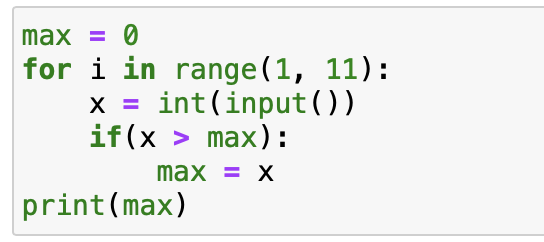 max = 0
for i in range(1, 11):
    x = int(input())
    if(x > max):
        max = x
print(max)